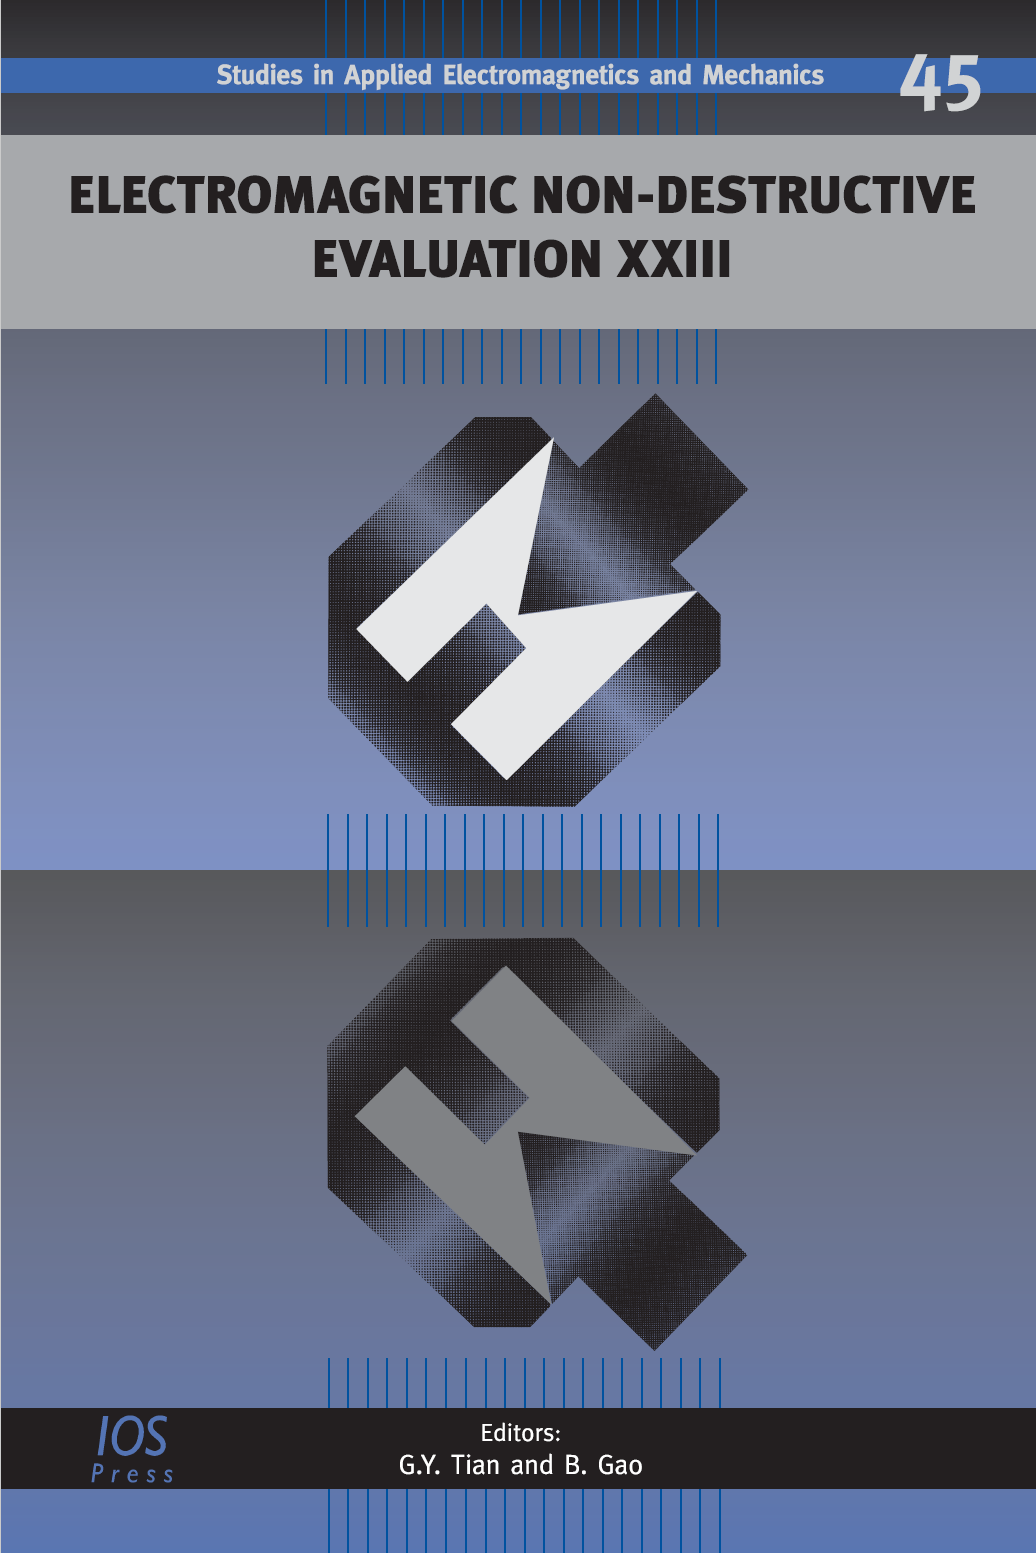 Studies in Applied Electromagnetics and Mechanics 45
ELECTROMAGNETIC NON-DESTRUCTIVE
EVALUATION XXIII
IOS
Press
Editors:
G.Y. Tian and B. Gao